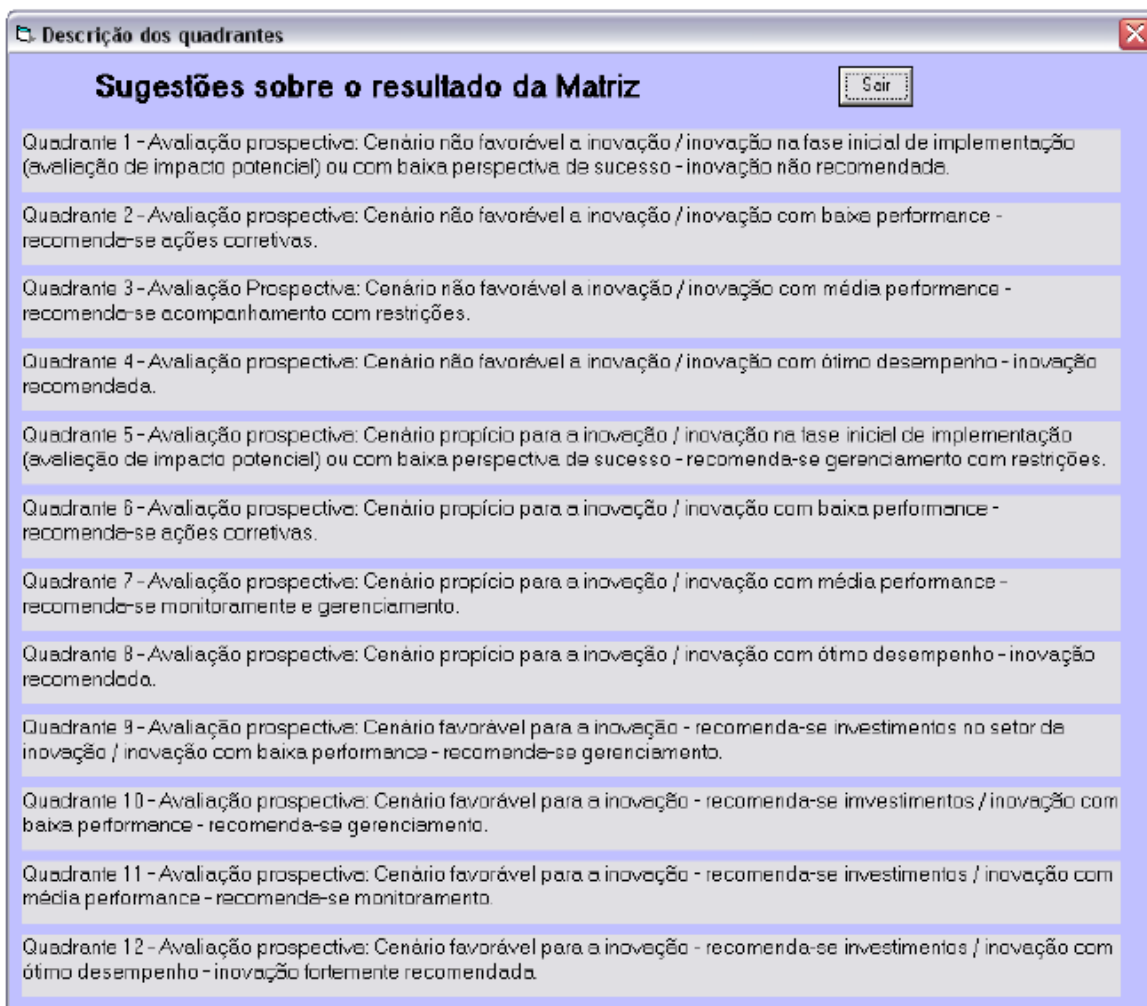 Descrição dos quadrantes
Sugestões sobre o resultado da Matriz
Sair
Quadrante 1 - Avaliação prospectiva: Cenário não favorável a inovação / inovação na fase inicial de implementação
(avaliação de impacto potencial) ou com baixa perspectiva de sucesso - inovação não recomendada.
Quadrante 2 - Avaliação prospectiva: Cenário não favorável a inovação / inovação com baixa performance -
recomenda-se ações corretivas.
Quadrante 3 - Avaliação Prospectiva: Cenário não favorável a inovação / inovação com média performance -
recomenda-se acompanhamento com restrições.
Quadrante 4 - Avaliação prospectiva: Cenário não favorável a inovação / inovação com ótimo desempenho - inovação
recomendada.
Quadrante 5 - Avaliação prospectiva: Cenário propício para a inovação / inovação na fase inicial de implementação
(avaliação de impacto potencial) ou com baixa perspectiva de sucesso - recomenda-se gerenciamento com restrições.
Quadrante 6 - Avaliação prospectiva: Cenário propício para a inovação / inovação com baixa performance -
recomenda-se ações corretivas.
Quadrante 7 - Avaliação prospectiva: Cenário propício para a inovação / inovação com média performance -
recomenda-se monitoramente e gerenciamento.
Quadrante 8 - Avaliação prospectiva: Cenário propício para a inovação / inovação com ótimo desempenho - inovação
recomendada.
Quadrante 9 - Avaliação prospectiva: Cenário favorável para a inovação - recomenda-se investimentos no setor da
inovação / inovação com baixa performance - recomenda-se gerenciamento.
Quadrante 10 - Avaliação prospectiva: Cenário favorável para a inovação - recomenda-se imvestimentos / inovação com
baixa performance - recomenda-se gerenciamento.
Quadrante 11 - Avaliação prospectiva: Cenário favorável para a inovação - recomenda-se investimentos / inovação com
média performance - recomenda-se monitoramento.
Quadrante 12 - Avaliação prospectiva: Cenário favorável para a inovação - recomenda-se investimentos / inovação com
ótimo desempenho - inovação fortemente recomendada.